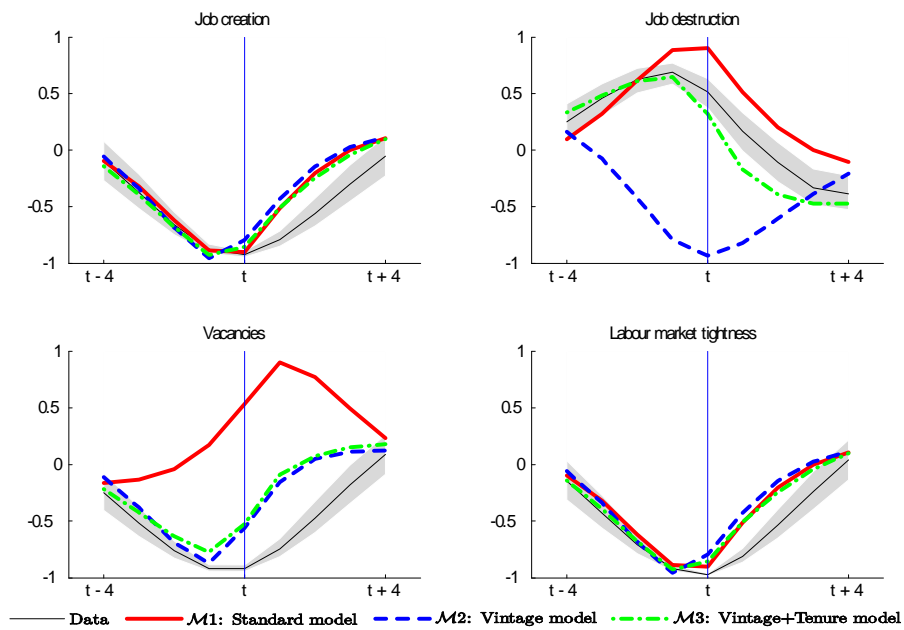 Job creation
1
0.5
0
-0.5
-1
t - 4
t
t + 4
Job destruction
1
0.5
0
-0.5
-1
t - 4
t
t + 4
Vacancies
1
0.5
0
-0.5
-1
t - 4
t
t + 4
Labour market tightness
1
0.5
0
-0.5
-1
t - 4
t
t + 4
Data ℳ1: Standard model ℳ2: Vintage model ℳ3: Vintage+Tenure model